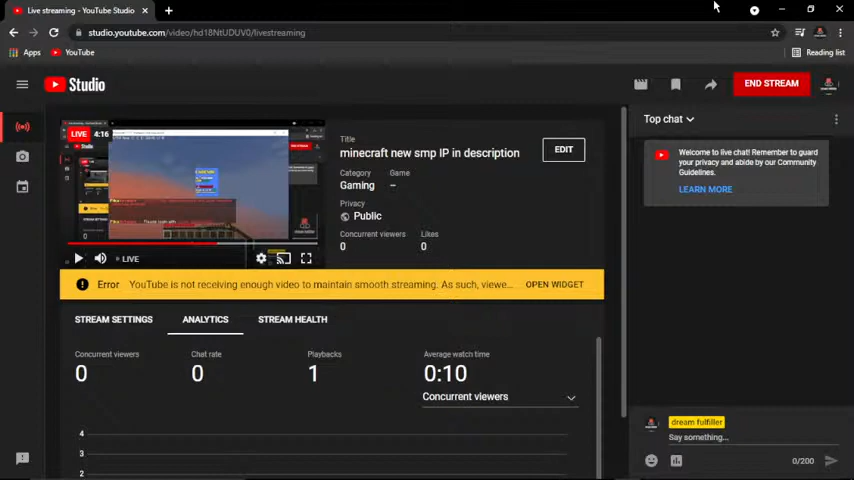 Live streaming - YouTube Studio
studio.youtube.com/video/hd18NtUDUV0/livestreaming
Apps YouTube Reading list
Studio
END STREAM
LIVE 4:16
LIVE
Title
minecraft new smp IP in description
EDIT
Category Game
Gaming –
Privacy
Public
Concurrent viewers Likes
0 0
Error YouTube is not receiving enough video to maintain smooth streaming. As such, viewe... OPEN WIDGET
STREAM SETTINGS ANALYTICS STREAM HEALTH
Concurrent viewers Chat rate Playbacks Average watch time
0 0 1 0:10
Concurrent viewers
4
3
2
Top chat
Welcome to live chat! Remember to guard
your privacy and abide by our Community
Guidelines.
LEARN MORE
dream fulfiller
Say something...
0/200